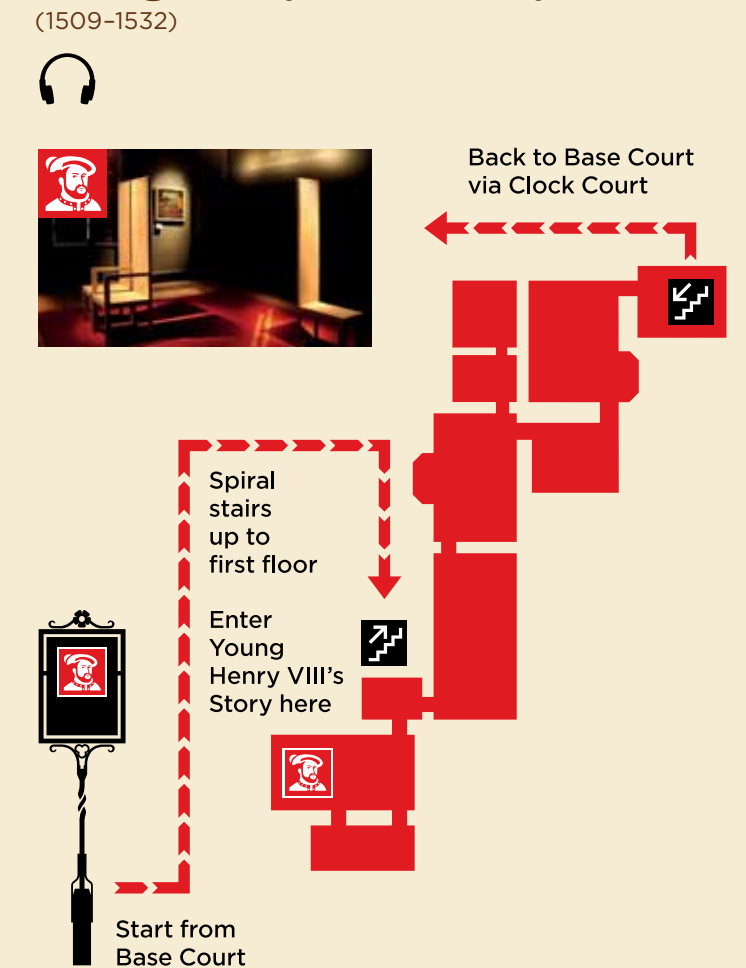 (1509–1532)
Back to Base Court
via Clock Court
Spiral
stairs
up to
first floor
Enter
Young
Henry VIII’s
Story here
Start from
Base Court